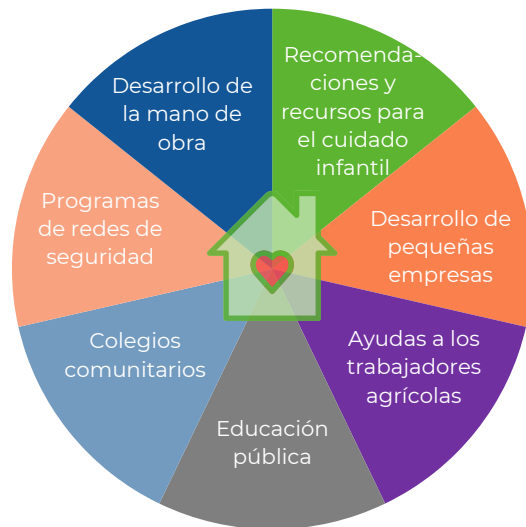 Recomenda-
ciones y
recursos para
el cuidado
infantil
Desarrollo de
pequeñas
empresas
Ayudas a los
trabajadores
agrícolas
Educación
pública
Colegios
comunitarios
Programas
de redes de
seguridad
Desarrollo de
la mano de
obra